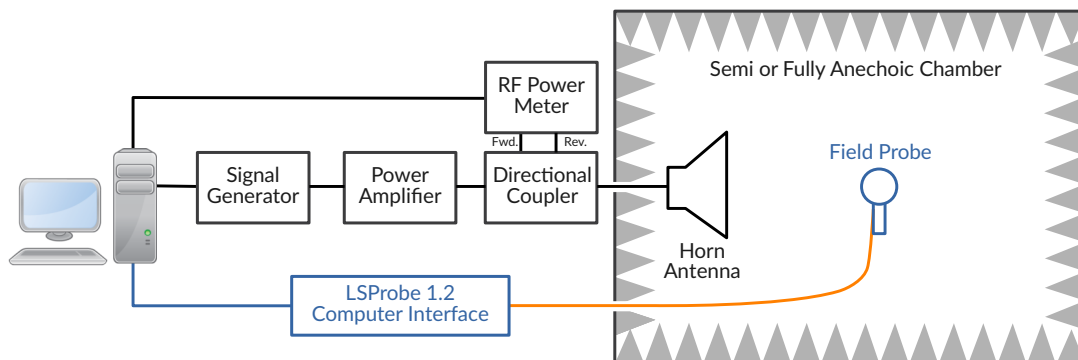 RF Power
Meter
Fwd.
Rev.
Signal
Generator
Power
Amplifier
Directional
Coupler
Semi or Fully Anechoic Chamber
Field Probe
Horn
Antenna
LSProbe 1.2
Computer Interface